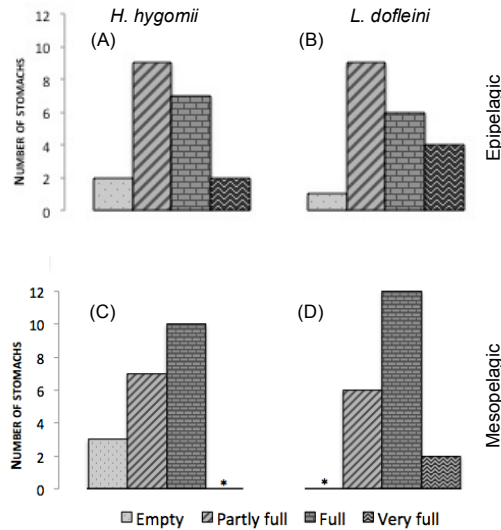 H. hygomii
L. dofleini
NUMBER OF STOMACHS
12
10
8
6
4
2
0
(A)
(B)
Epipelagic
NUMBER OF STOMACHS
12
10
8
6
4
2
0
(C)
(D)
*
*
Mesopelagic
Empty Partly full Full Very full